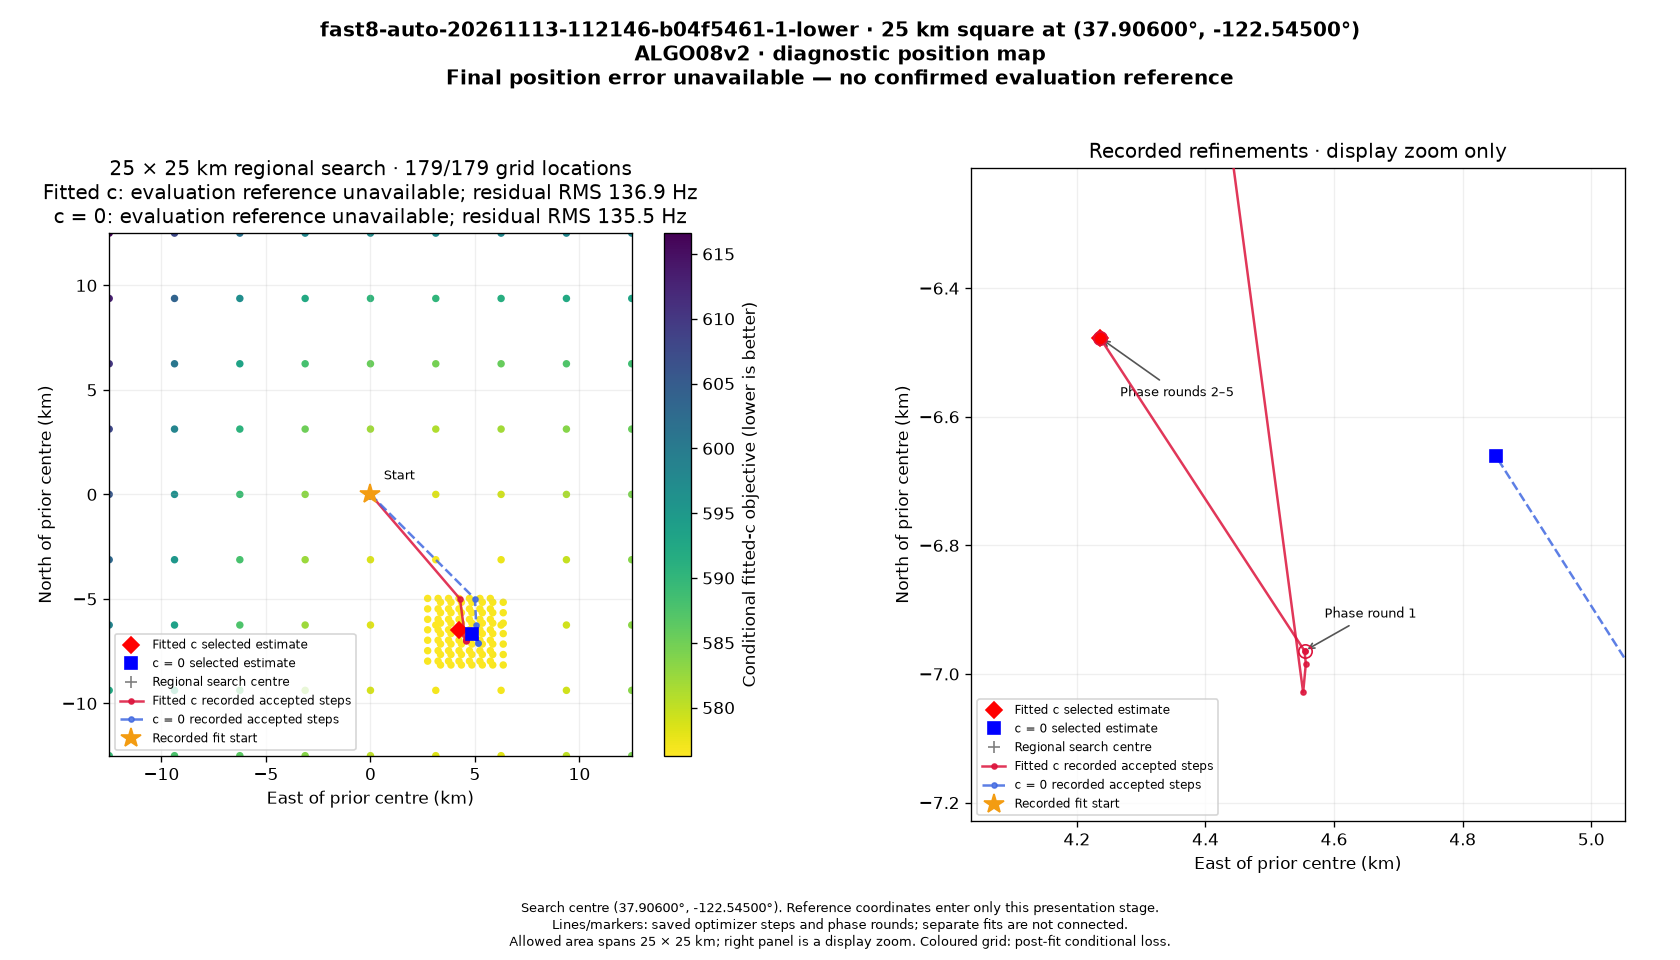 fast8-auto-20261113-112146-b04f5461-1-lower · 25 km square at (37.90600°, -122.54500°)
ALGO08v2 · diagnostic position map
Final position error unavailable — no confirmed evaluation reference
25 × 25 km regional search · 179/179 grid locations
Fitted c: evaluation reference unavailable; residual RMS 136.9 Hz
c = 0: evaluation reference unavailable; residual RMS 135.5 Hz
10
5
0
−5
−10
North of prior centre (km)
Start
Fitted c selected estimate
c = 0 selected estimate
Regional search centre
Fitted c recorded accepted steps
c = 0 recorded accepted steps
Recorded fit start
−10
−5
0
5
10
East of prior centre (km)
615
610
605
600
595
590
585
580
Conditional fitted-c objective (lower is better)
Recorded refinements · display zoom only
−6.4
−6.6
−6.8
−7.0
−7.2
North of prior centre (km)
Phase rounds 2–5
Phase round 1
Fitted c selected estimate
c = 0 selected estimate
Regional search centre
Fitted c recorded accepted steps
c = 0 recorded accepted steps
Recorded fit start
4.2
4.4
4.6
4.8
5.0
East of prior centre (km)
Search centre (37.90600°, -122.54500°). Reference coordinates enter only this presentation stage.
Lines/markers: saved optimizer steps and phase rounds; separate fits are not connected.
Allowed area spans 25 × 25 km; right panel is a display zoom. Coloured grid: post-fit conditional loss.